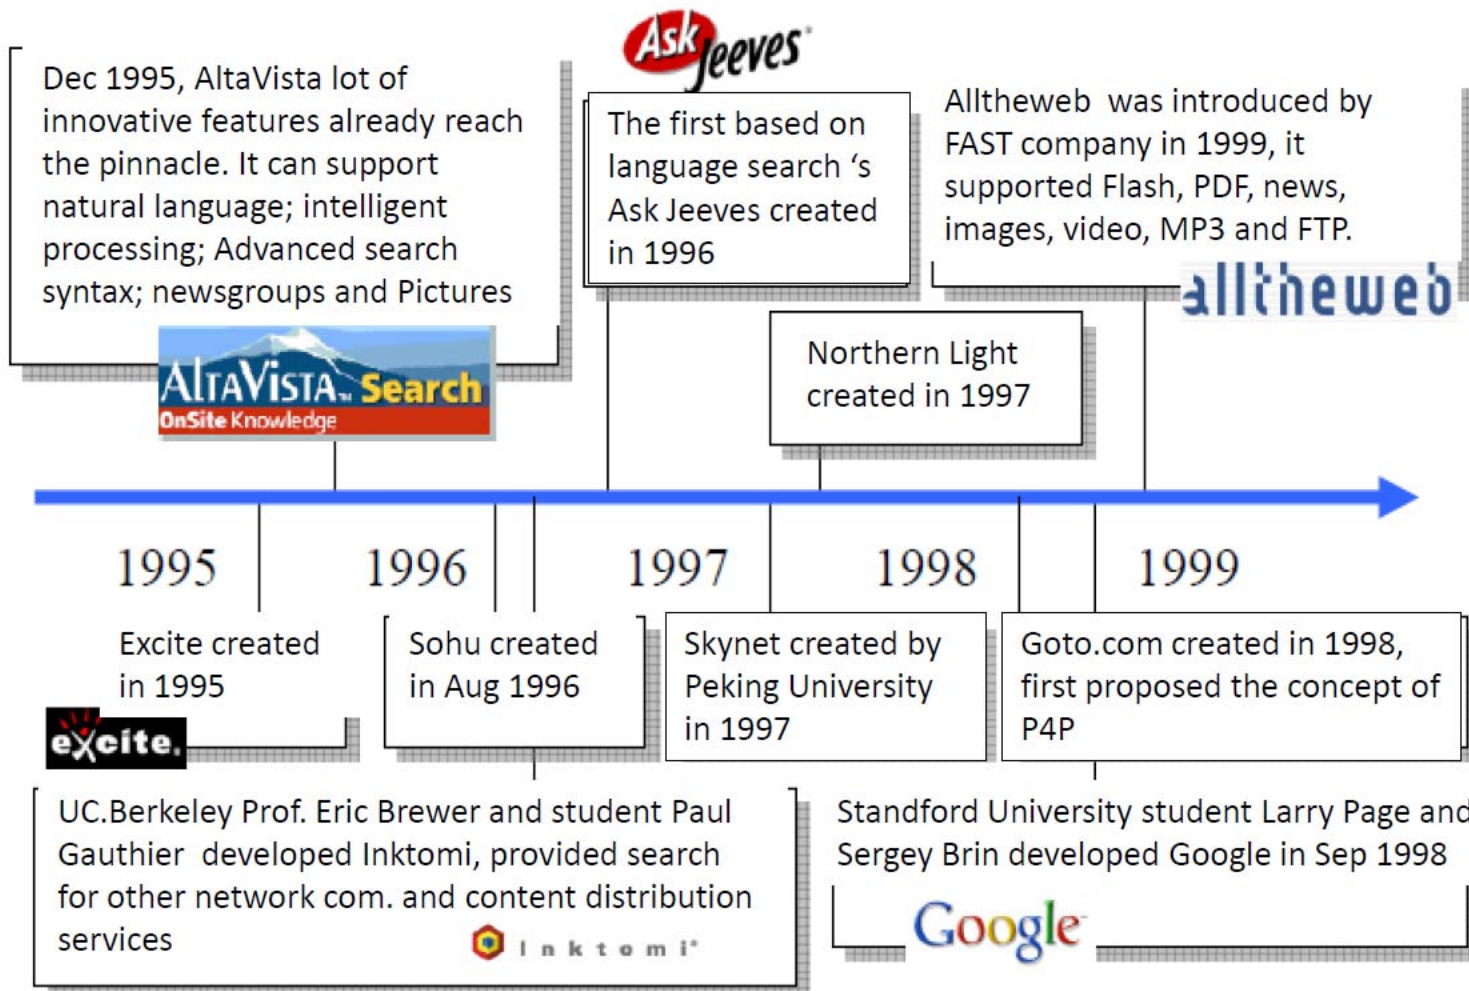 Ask Jeeves
Dec 1995, AltaVista lot of
innovative features already reach
the pinnacle. It can support
natural language; intelligent
processing; Advanced search
syntax; newsgroups and Pictures
ALTAVISTA™ Search
OnSite Knowledge
The first based on
language search ‘s
Ask Jeeves created
in 1996
Alltheweb was introduced by
FAST company in 1999, it
supported Flash, PDF, news,
images, video, MP3 and FTP.
alltheweb
Northern Light
created in 1997
1995
1996
1997
1998
1999
Excite created
in 1995
excite.
Sohu created
in Aug 1996
Skynet created by
Peking University
in 1997
Goto.com created in 1998,
first proposed the concept of
P4P
UC.Berkeley Prof. Eric Brewer and student Paul
Gauthier developed Inktomi, provided search
for other network com. and content distribution
services
Inktomi®
Standford University student Larry Page and
Sergey Brin developed Google in Sep 1998
Google™